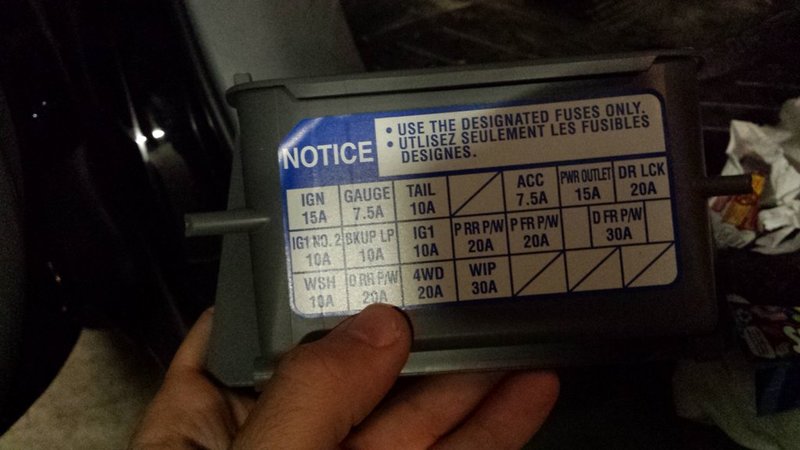 NOTICE
• USE THE DESIGNATED FUSES ONLY.
• UTLISEZ SEULEMENT LES FUSIBLES
DESIGNES.
IGN 15A
GAUGE 7.5A
TAIL 10A
ACC 7.5A
PWR OUTLET 15A
DR LCK 20A
IG1 NO. 2 10A
BKUP LP 10A
IG1 10A
P RR P/W 20A
P FR P/W 20A
D FR P/W 30A
WSH 10A
D RR P/W 20A
4WD 20A
WIP 30A